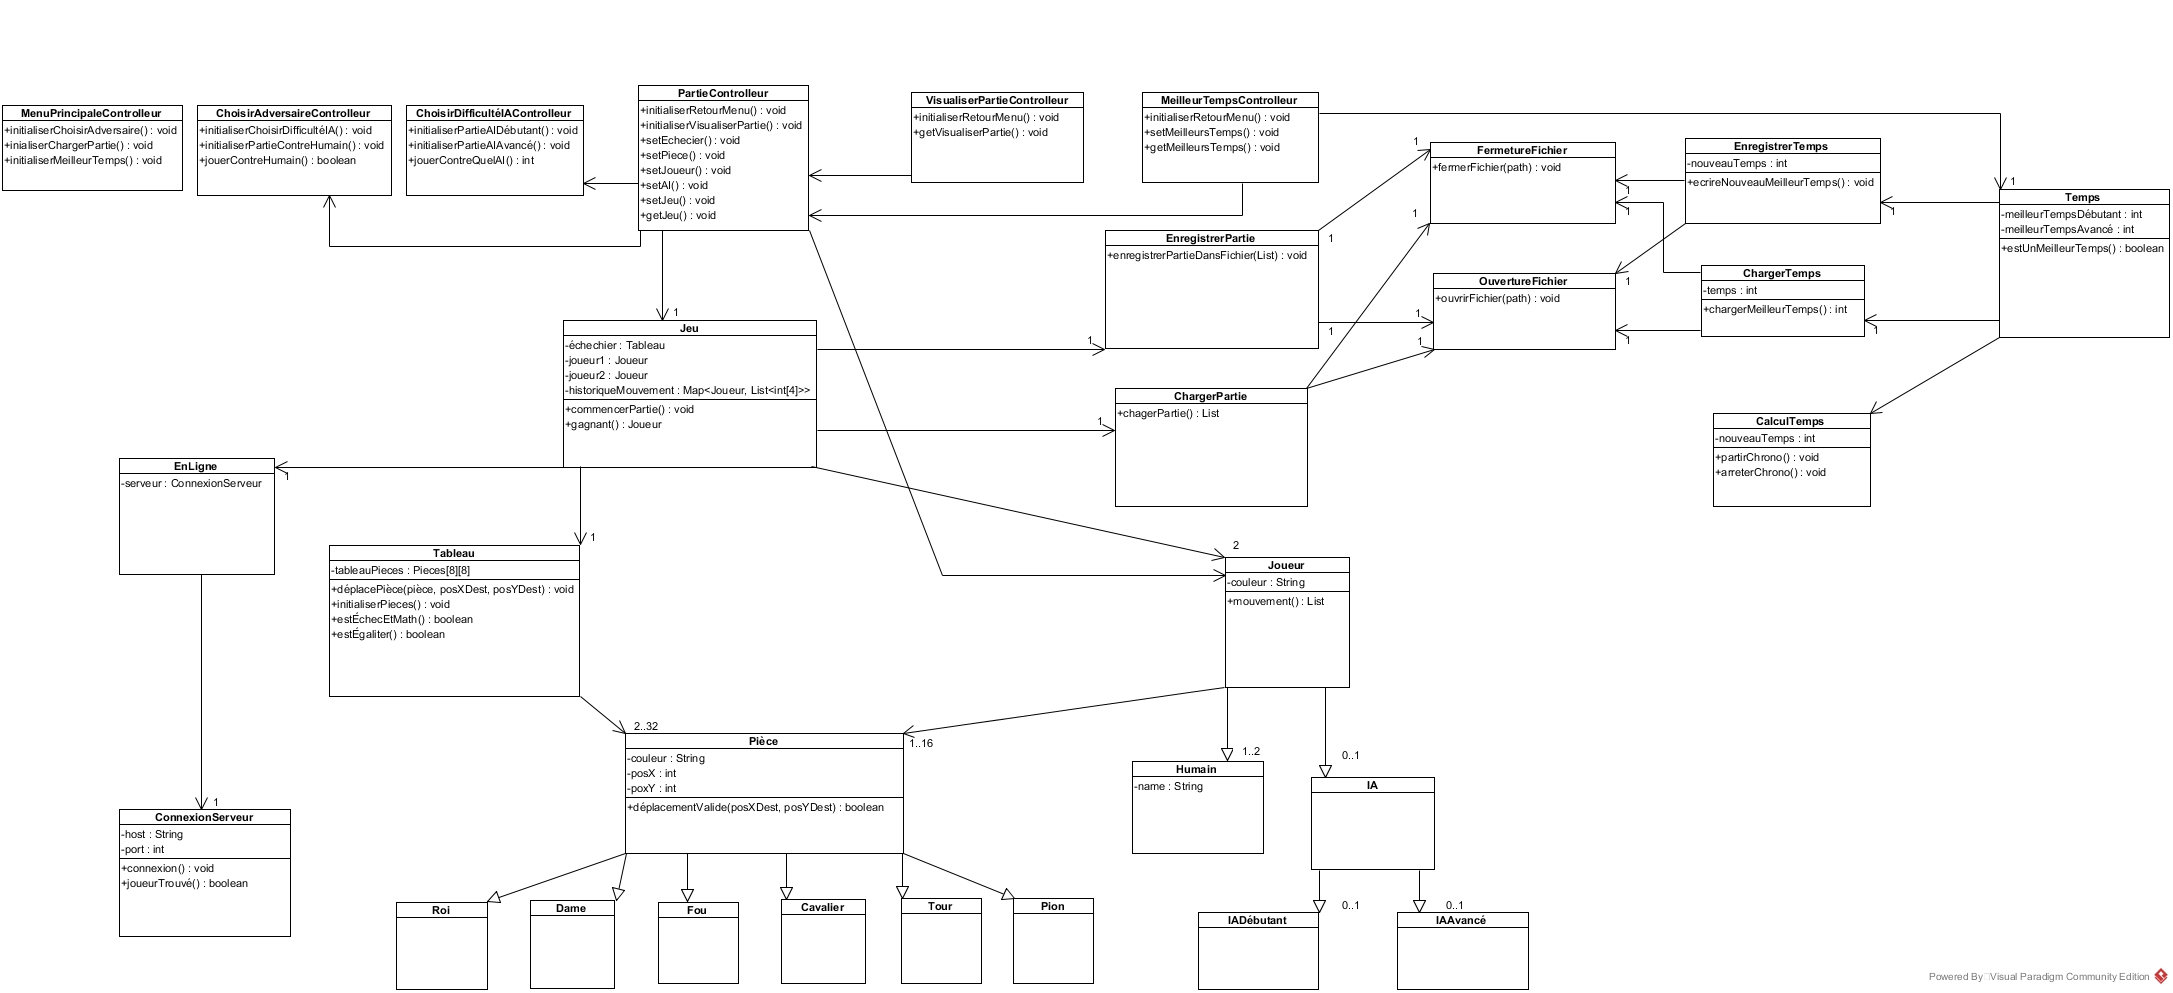 MenuPrincipaleControlleur
+initialiserChoisirAdversaire() : void
+inialiserChargerPartie() : void
+initialiserMeilleurTemps() : void
ChoisirAdversaireControlleur
+initialiserChoisirDifficultéIA() : void
+initialiserPartieContreHumain() : void
+jouerContreHumain() : boolean
ChoisirDifficultéIAControlleur
+initialiserPartieAIDébutant() : void
+initialiserPartieAIAvancé() : void
+jouerContreQuelAI() : int
PartieControlleur
+initialiserRetourMenu() : void
+initialiserVisualiserPartie() : void
+setEchecier() : void
+setPiece() : void
+setJoueur() : void
+setAI() : void
+setJeu() : void
+getJeu() : void
VisualiserPartieControlleur
+initialiserRetourMenu() : void
+getVisualiserPartie() : void
MeilleurTempsControlleur
+initialiserRetourMenu() : void
+setMeilleursTemps() : void
+getMeilleursTemps() : void
1
FermetureFichier
+fermerFichier(path) : void
1
1
1
EnregistrerTemps
-nouveauTemps : int
+ecrireNouveauMeilleurTemps() : void
1
1
Temps
-meilleurTempsDébutant : int
-meilleurTempsAvancé : int
+estUnMeilleurTemps() : boolean
EnregistrerPartie
+enregistrerPartieDansFichier(List) : void
1
1
OuvertureFichier
+ouvrirFichier(path) : void
1
1
1
1
ChargerTemps
-temps : int
+chargerMeilleurTemps() : int
1
1
Jeu
-échechier : Tableau
-joueur1 : Joueur
-joueur2 : Joueur
-historiqueMouvement : Map<Joueur, List<int[4]>>
+commencerPartie() : void
+gagnant() : Joueur
1
1
ChargerPartie
+chagerPartie() : List
CalculTemps
-nouveauTemps : int
+partirChrono() : void
+arreterChrono() : void
EnLigne
-serveur : ConnexionServeur
1
1
Tableau
-tableauPieces : Pieces[8][8]
+déplacePièce(pièce, posXDest, posYDest) : void
+initialiserPieces() : void
+estÉchecEtMath() : boolean
+estÉgaliter() : boolean
2
Joueur
-couleur : String
+mouvement() : List
2..32
1..16
Pièce
-couleur : String
-posX : int
-poxY : int
+déplacementValide(posXDest, posYDest) : boolean
1..2
Humain
-name : String
0..1
IA
1
ConnexionServeur
-host : String
-port : int
+connexion() : void
+joueurTrouvé() : boolean
Roi
Dame
Fou
Cavalier
Tour
Pion
0..1
IADébutant
0..1
IAAvancé
Powered By Visual Paradigm Community Edition